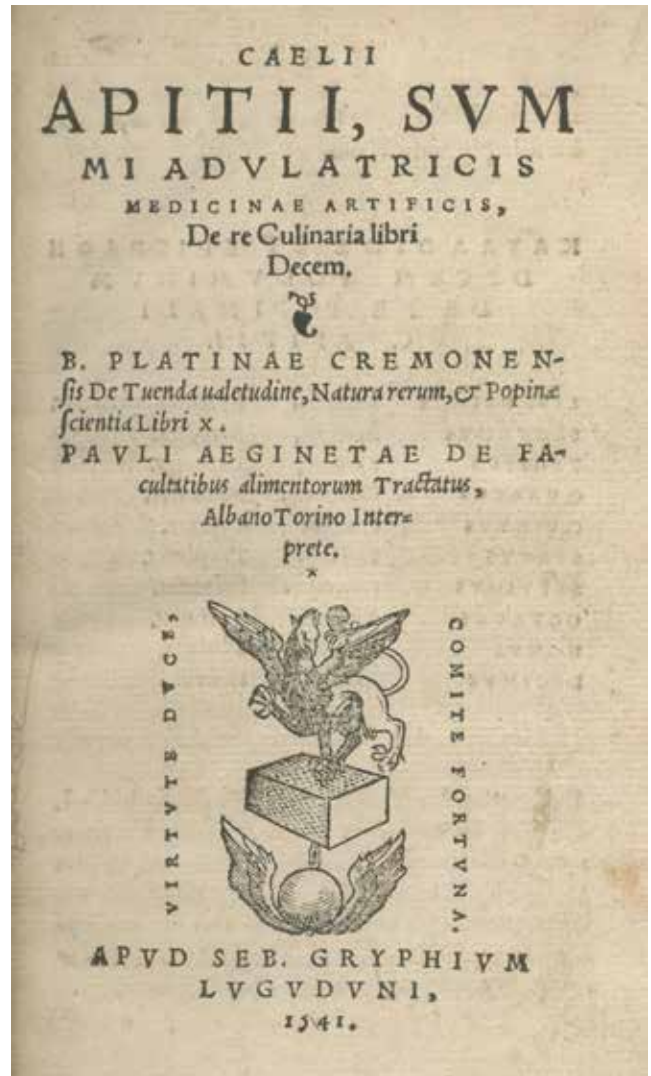 CAELII
APITII, SVM
MI ADVLATRICIS
MEDICINAE ARTIFICIS,
De re Culinaria libri
Decem.
B. PLATINAE CREMONEN-
ſis De Tuenda ualetudine, Natura rerum, & Popinæ
ſcientia Libri x.
PAVLI AEGINETAE DE FA-
cultatibus alimentorum Tractatus,
Albano Torino Inter=
prete.
*
VIRTVTE DVCE,
COMITE FORTVNA.
APVD SEB. GRYPHIVM
LVGVDVNI,
1541.